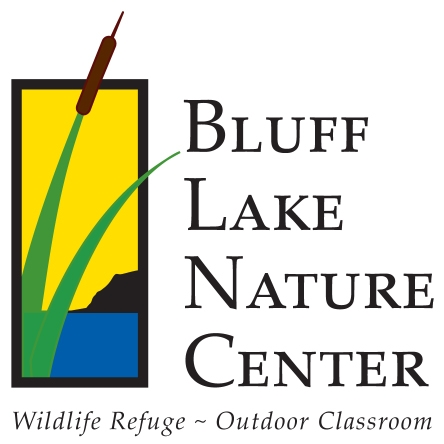 Bluff
Lake
Nature
Center
Wildlife Refuge ~ Outdoor Classroom